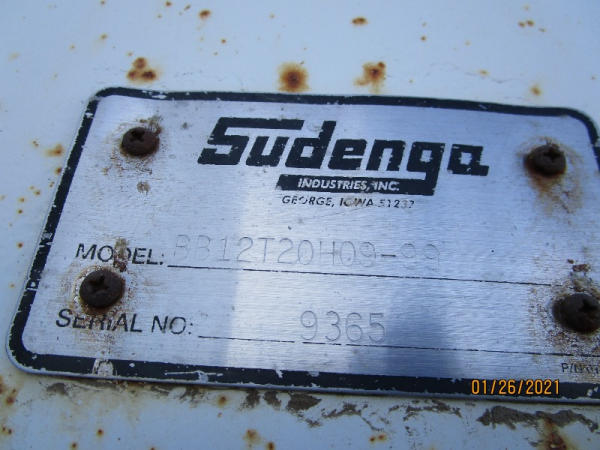 Sudenga
INDUSTRIES, INC.
GEORGE, IOWA 51237
MODEL: BB12T20H09-99
SERIAL NO: 9365
P/N
01/26/2021